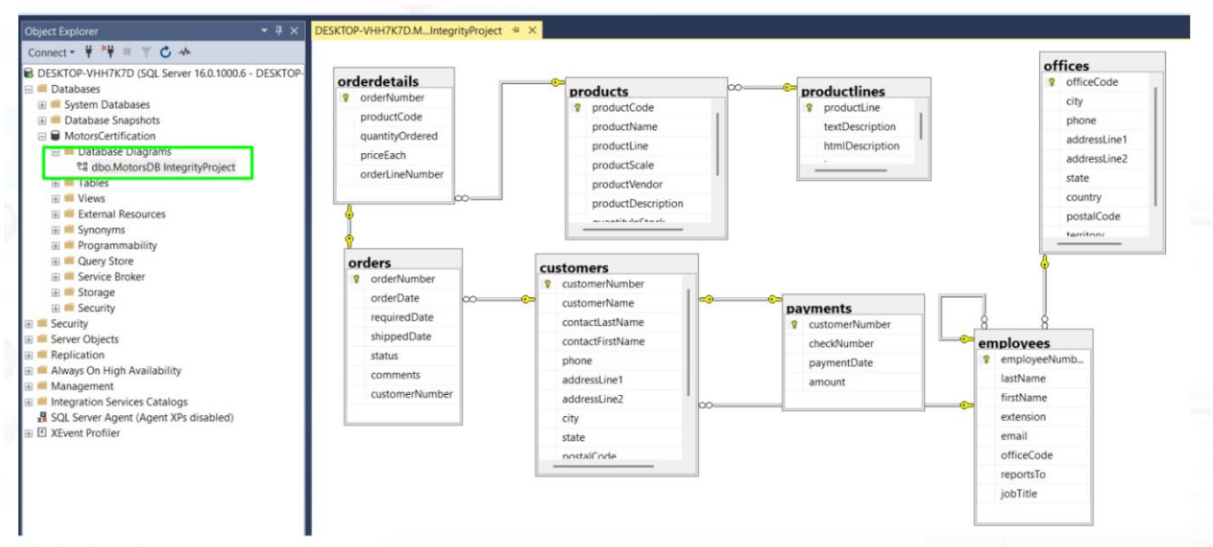 Object Explorer
Connect
DESKTOP-VHH7K7D (SQL Server 16.0.1000.6 - DESKTOP-
Databases
System Databases
Database Snapshots
MotorsCertification
Database Diagrams
dbo.MotorsDB IntegrityProject
Tables
Views
External Resources
Synonyms
Programmability
Query Store
Service Broker
Storage
Security
Security
Server Objects
Replication
Always On High Availability
Management
Integration Services Catalogs
SQL Server Agent (Agent XPs disabled)
XEvent Profiler
DESKTOP-VHH7K7D.M...IntegrityProject
orderdetails
orderNumber
productCode
quantityOrdered
priceEach
orderLineNumber
products
productCode
productName
productLine
productScale
productVendor
productDescription
quantityInStock
productlines
productLine
textDescription
htmlDescription
offices
officeCode
city
phone
addressLine1
addressLine2
state
country
postalCode
territory
orders
orderNumber
orderDate
requiredDate
shippedDate
status
comments
customerNumber
customers
customerNumber
customerName
contactLastName
contactFirstName
phone
addressLine1
addressLine2
city
state
postalCode
payments
customerNumber
checkNumber
paymentDate
amount
employees
employeeNumb...
lastName
firstName
extension
email
officeCode
reportsTo
jobTitle